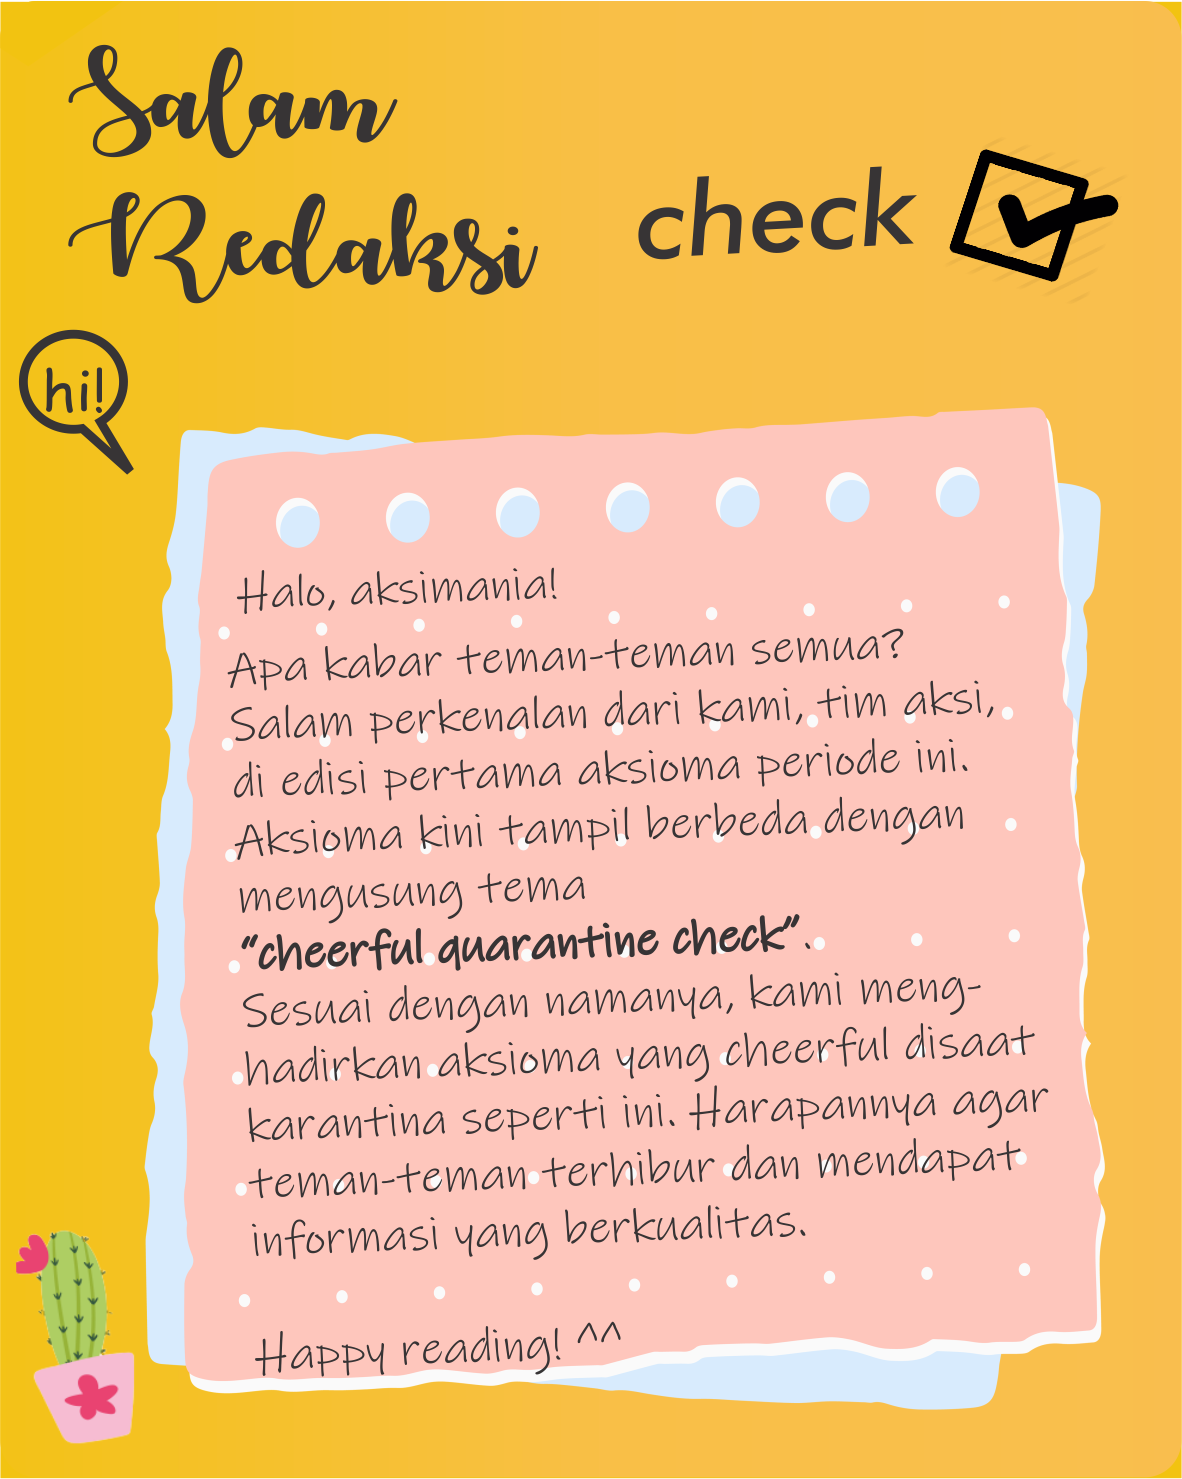 Salam
Redaksi
check
hi!
Halo, aksimania!
Apa kabar teman-teman semua?
Salam perkenalan dari kami, tim aksi,
di edisi pertama aksioma periode ini.
Aksioma kini tampil berbeda dengan
mengusung tema
“cheerful quarantine check”.
Sesuai dengan namanya, kami meng-
hadirkan aksioma yang cheerful disaat
karantina seperti ini. Harapannya agar
teman-teman terhibur dan mendapat
informasi yang berkualitas.
Happy reading! ^^